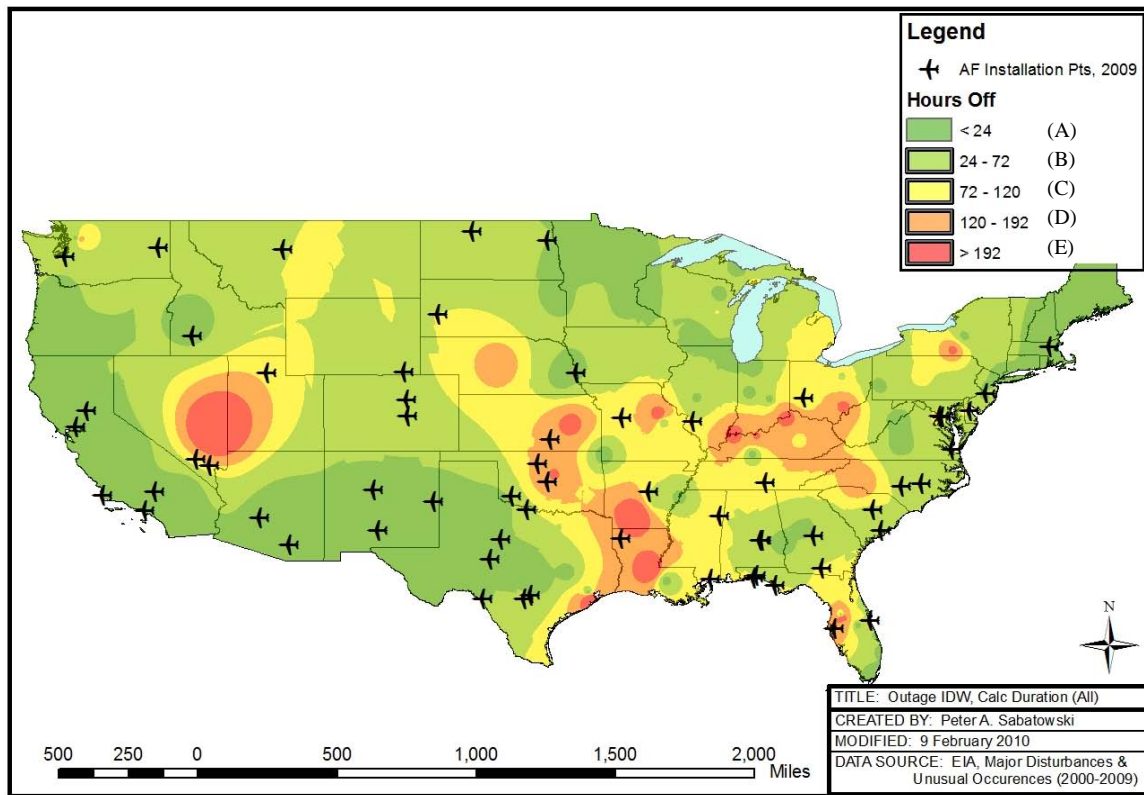 Legend
AF Installation Pts, 2009
Hours Off
< 24 (A)
24 - 72 (B)
72 - 120 (C)
120 - 192 (D)
> 192 (E)
N
TITLE: Outage IDW, Calc Duration (All)
CREATED BY: Peter A. Sabatowski
MODIFIED: 9 February 2010
DATA SOURCE: EIA, Major Distubances &
Unusual Occurences (2000-2009)
500 250 0 500 1,000 1,500 2,000
Miles